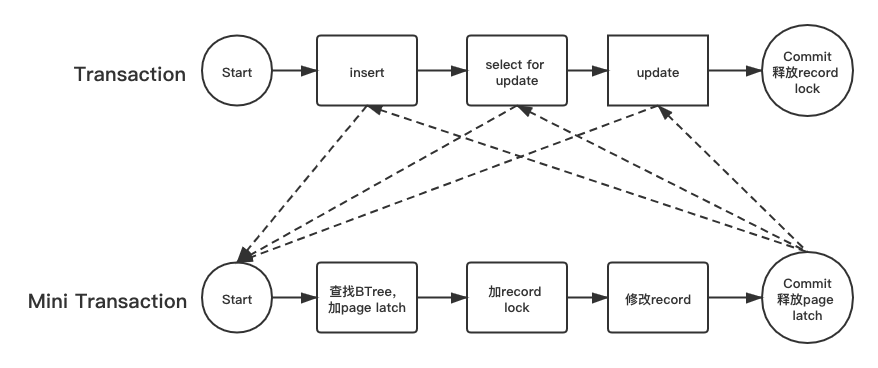 Transaction
Start
insert
select for
update
update
Commit
释放record
lock
Mini Transaction
Start
查找BTree，
加page latch
加record
lock
修改record
Commit
释放page
latch